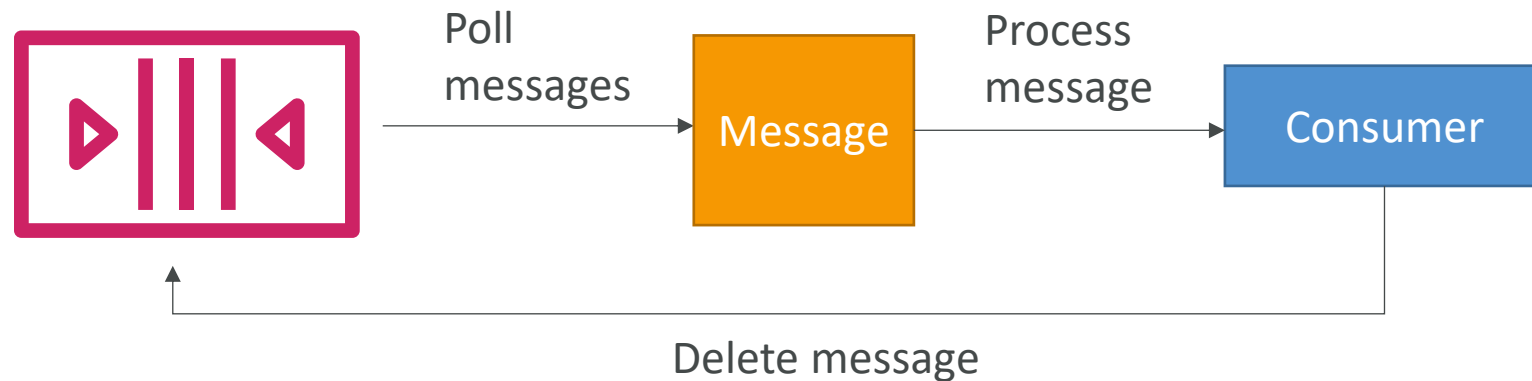 Poll
messages
Message
Process
message
Consumer
Delete message